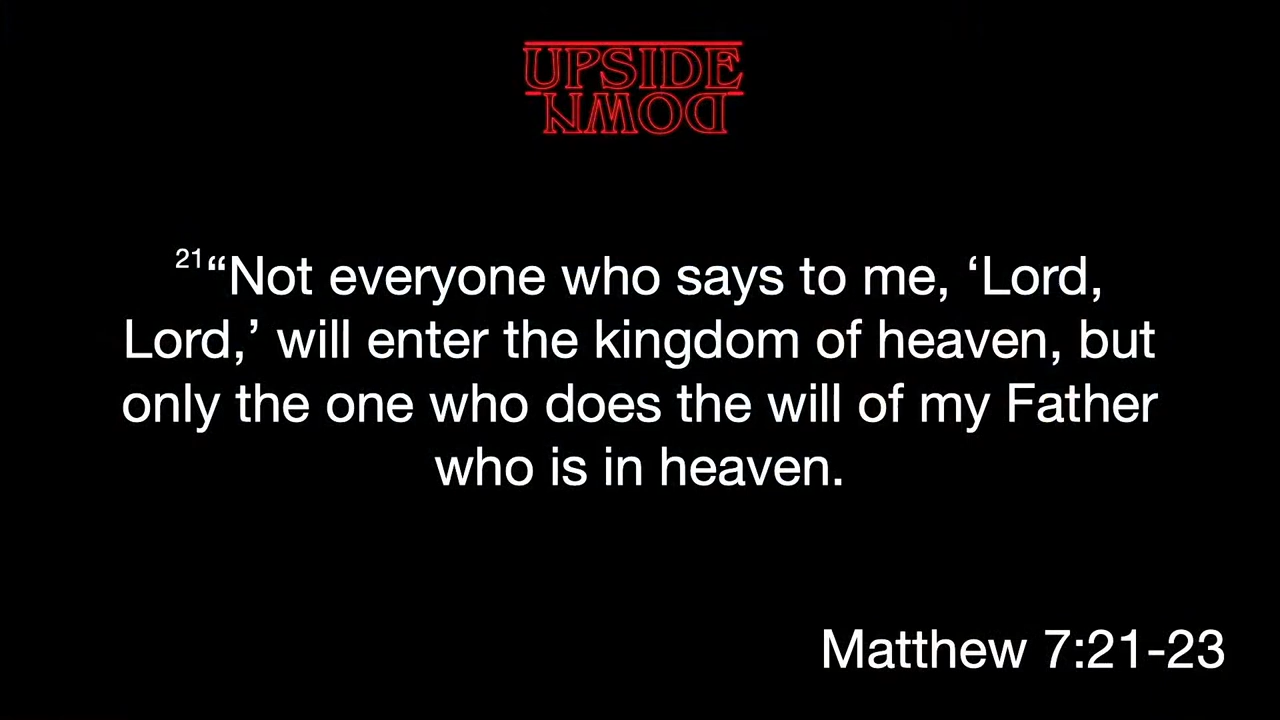 UPSIDE
DOWN
21“Not everyone who says to me, ‘Lord,
Lord,’ will enter the kingdom of heaven, but
only the one who does the will of my Father
who is in heaven.
Matthew 7:21-23